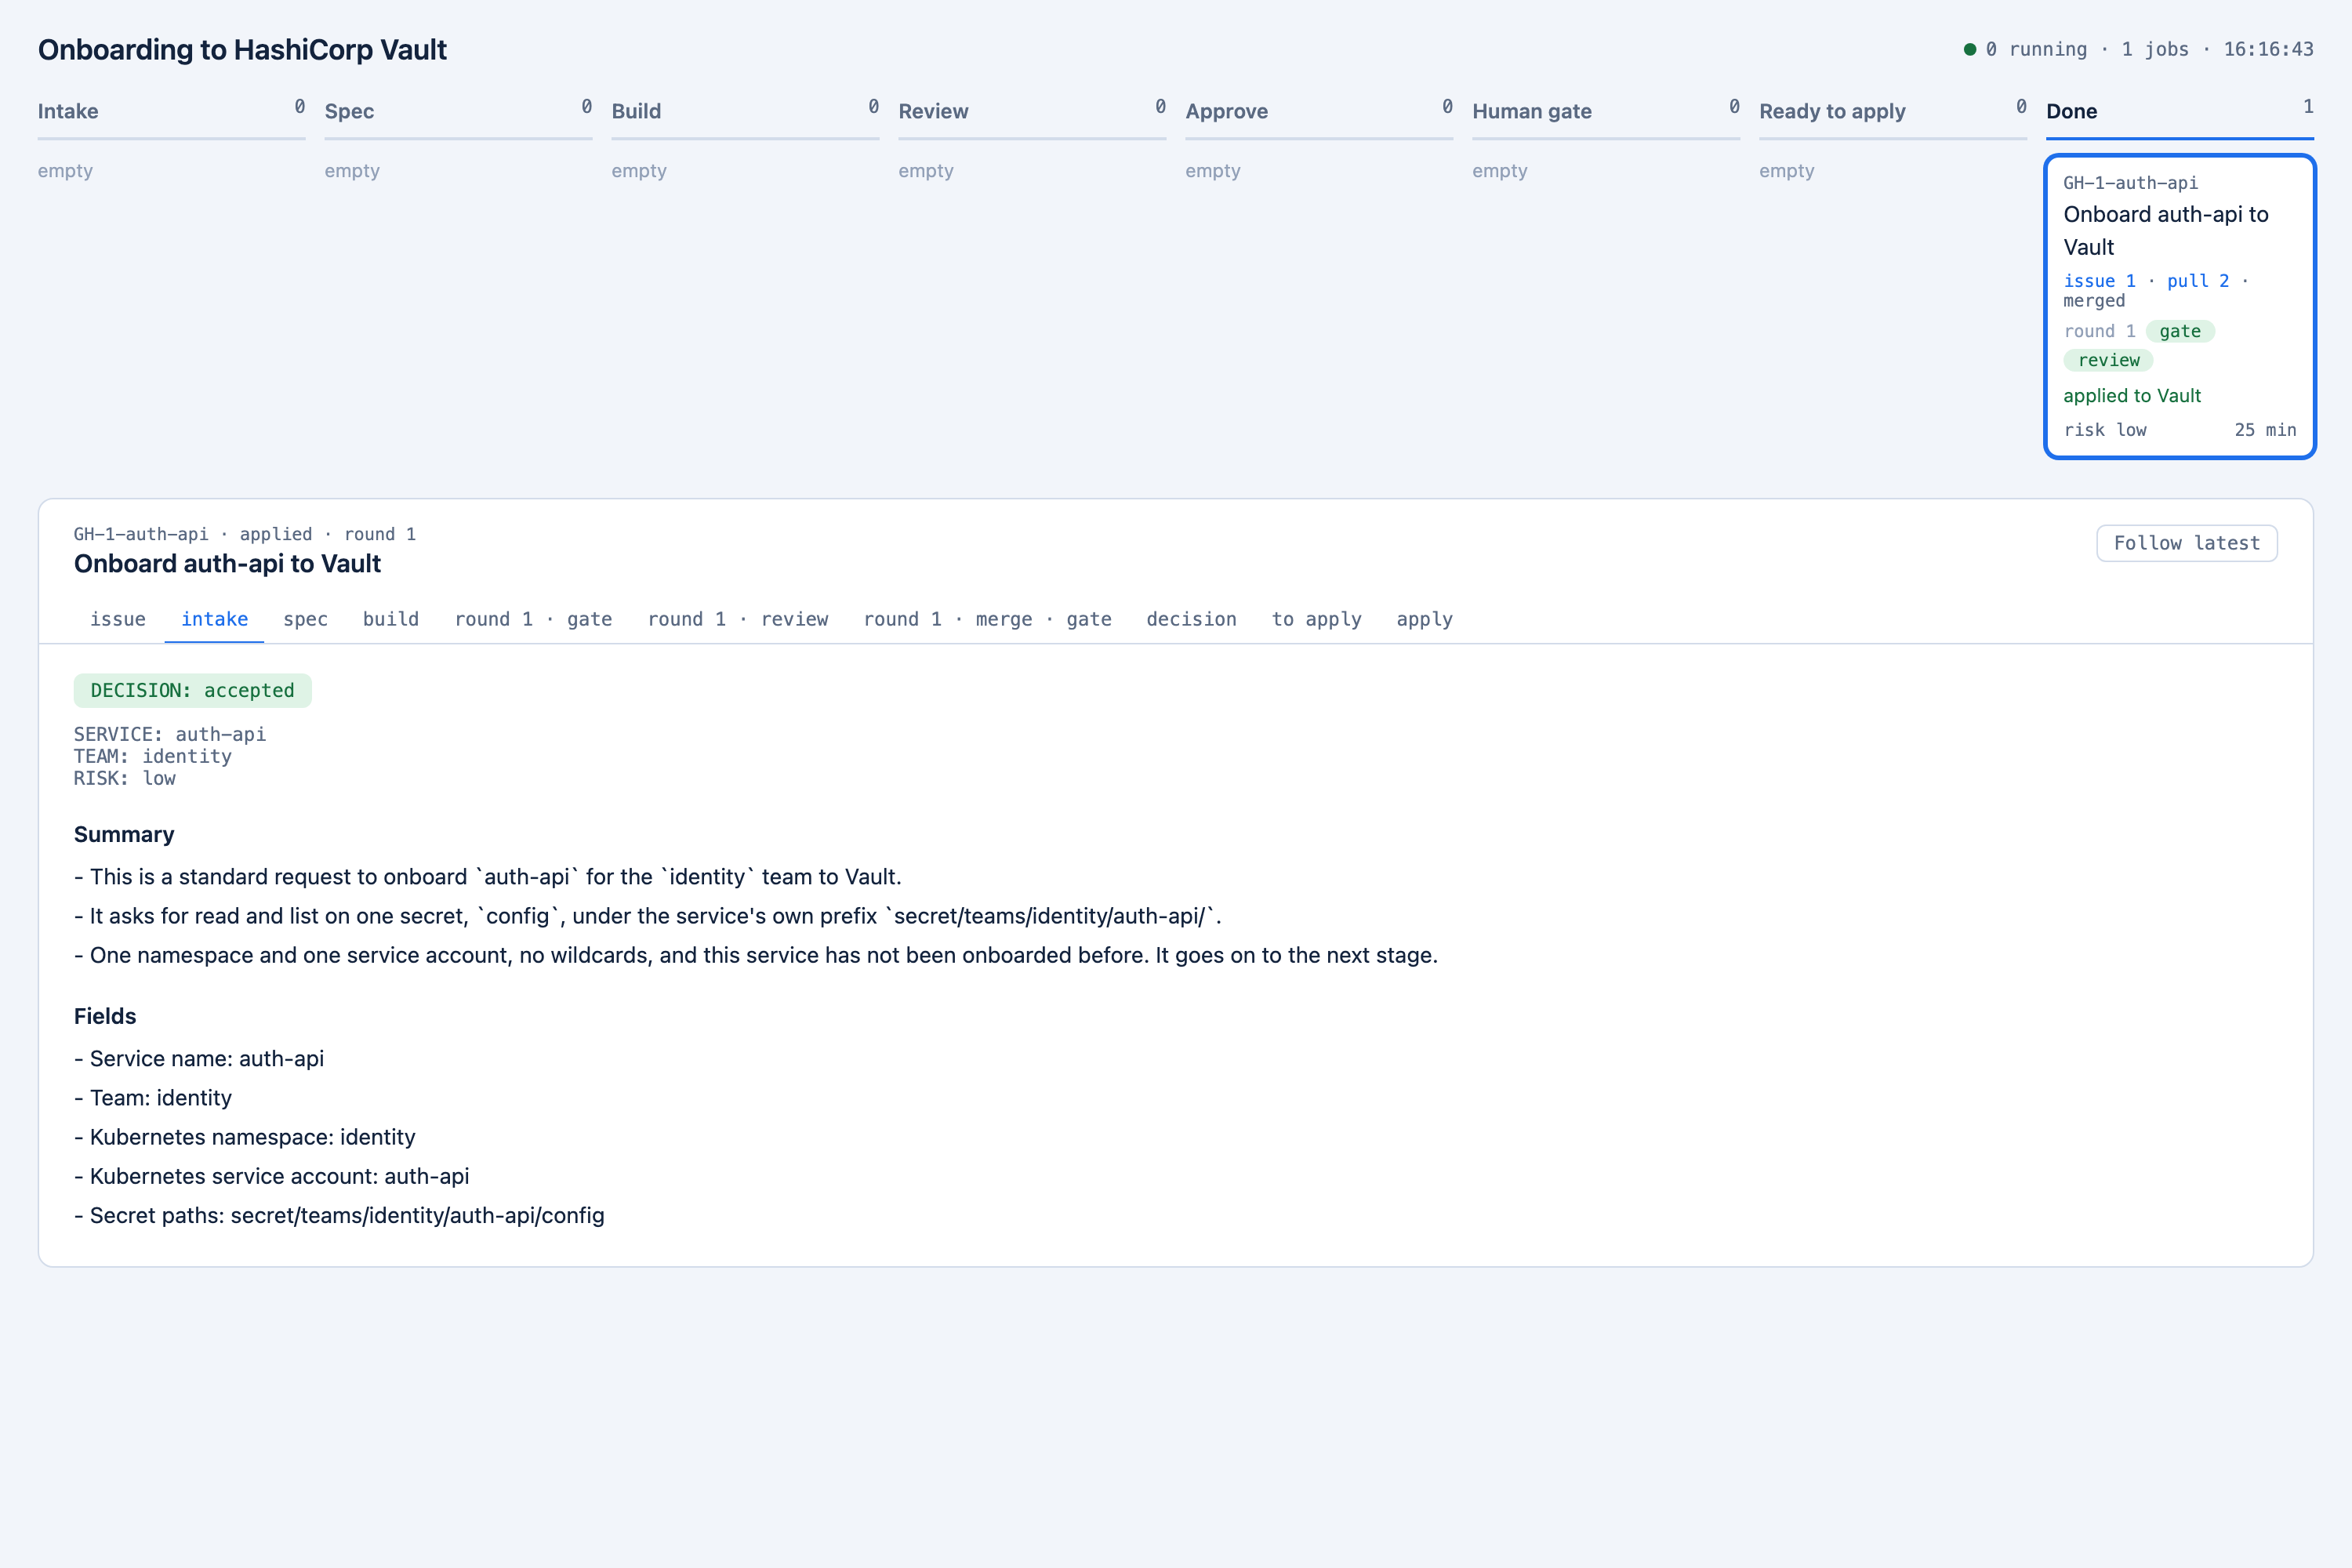 Onboarding to HashiCorp Vault
0 running · 1 jobs · 16:16:43
Intake 0
Spec 0
Build 0
Review 0
Approve 0
Human gate 0
Ready to apply 0
Done 1
empty
empty
empty
empty
empty
empty
empty
GH-1-auth-api
Onboard auth-api to
Vault
issue 1 · pull 2 ·
merged
round 1 gate
review
applied to Vault
risk low 25 min
GH-1-auth-api · applied · round 1
Onboard auth-api to Vault
Follow latest
issue intake spec build round 1 · gate round 1 · review round 1 · merge · gate decision to apply apply
DECISION: accepted
SERVICE: auth-api
TEAM: identity
RISK: low
Summary
- This is a standard request to onboard `auth-api` for the `identity` team to Vault.
- It asks for read and list on one secret, `config`, under the service's own prefix `secret/teams/identity/auth-api/`.
- One namespace and one service account, no wildcards, and this service has not been onboarded before. It goes on to the next stage.
Fields
- Service name: auth-api
- Team: identity
- Kubernetes namespace: identity
- Kubernetes service account: auth-api
- Secret paths: secret/teams/identity/auth-api/config